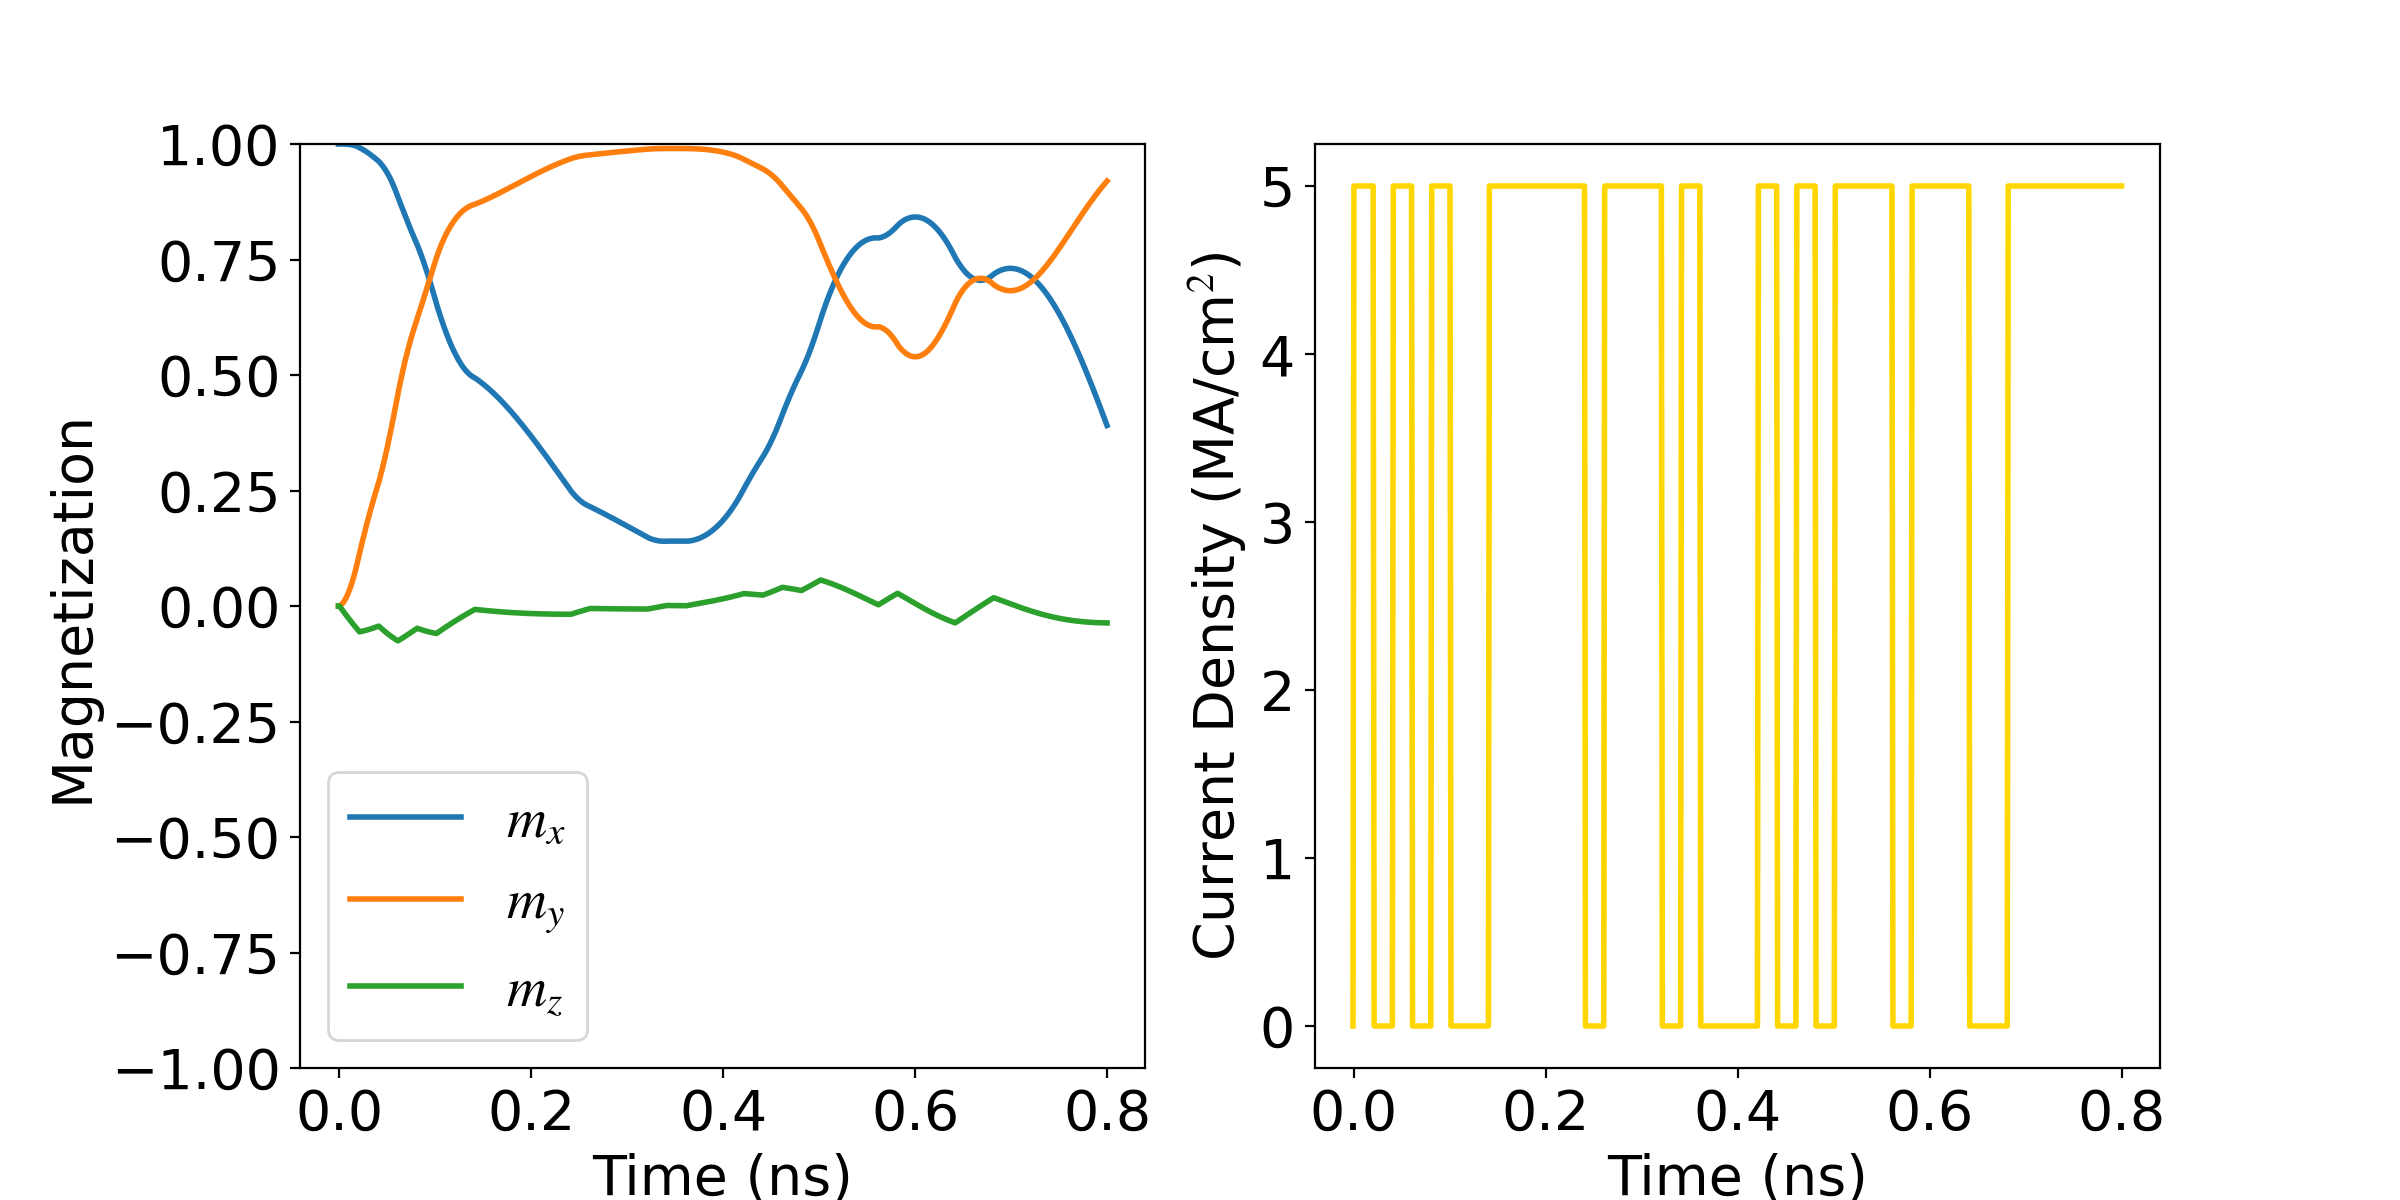 1.00
0.75
0.50
0.25
0.00
−0.25
−0.50
−0.75
−1.00
Magnetization
m_x
m_y
m_z
0.0 0.2 0.4 0.6 0.8
Time (ns)
5
4
3
2
1
0
Current Density (MA/cm²)
0.0 0.2 0.4 0.6 0.8
Time (ns)